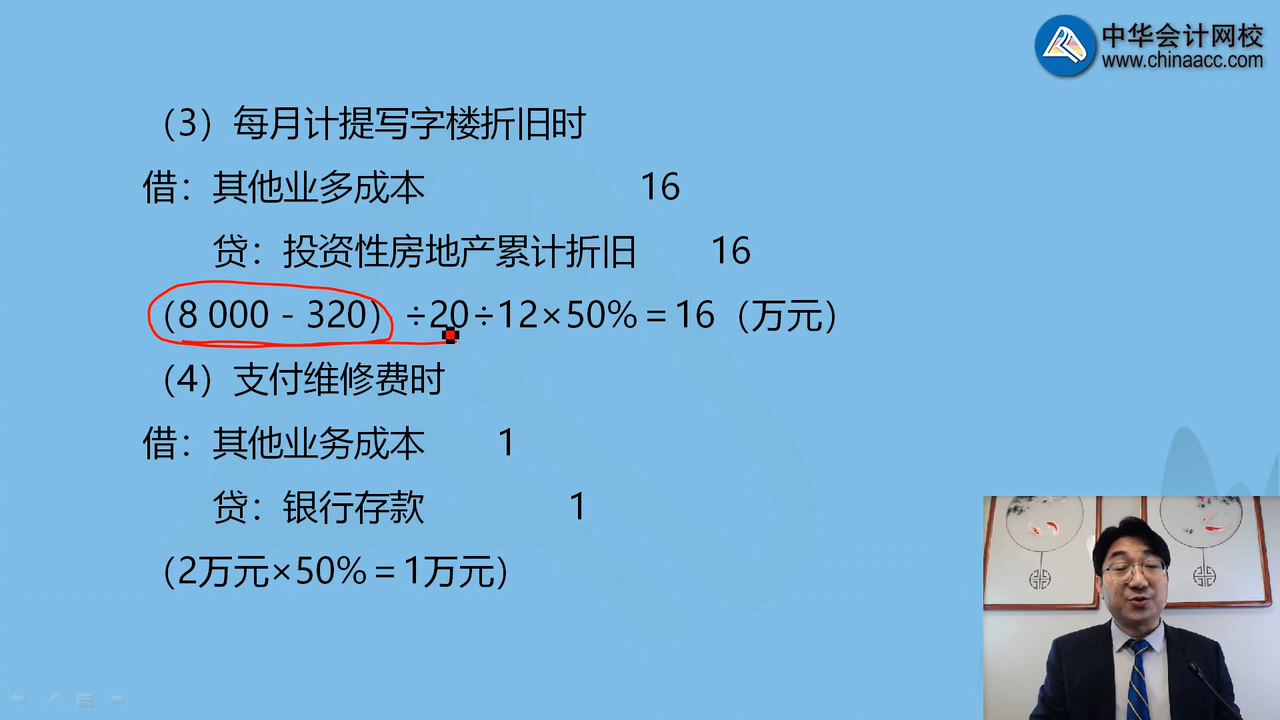 中华会计网校
www.chinaacc.com
（3）每月计提写字楼折旧时
借：其他业多成本 16
贷：投资性房地产累计折旧 16
（8 000－320）÷20÷12×50%＝16（万元）
（4）支付维修费时
借：其他业务成本 1
贷：银行存款 1
（2万元×50%＝1万元）